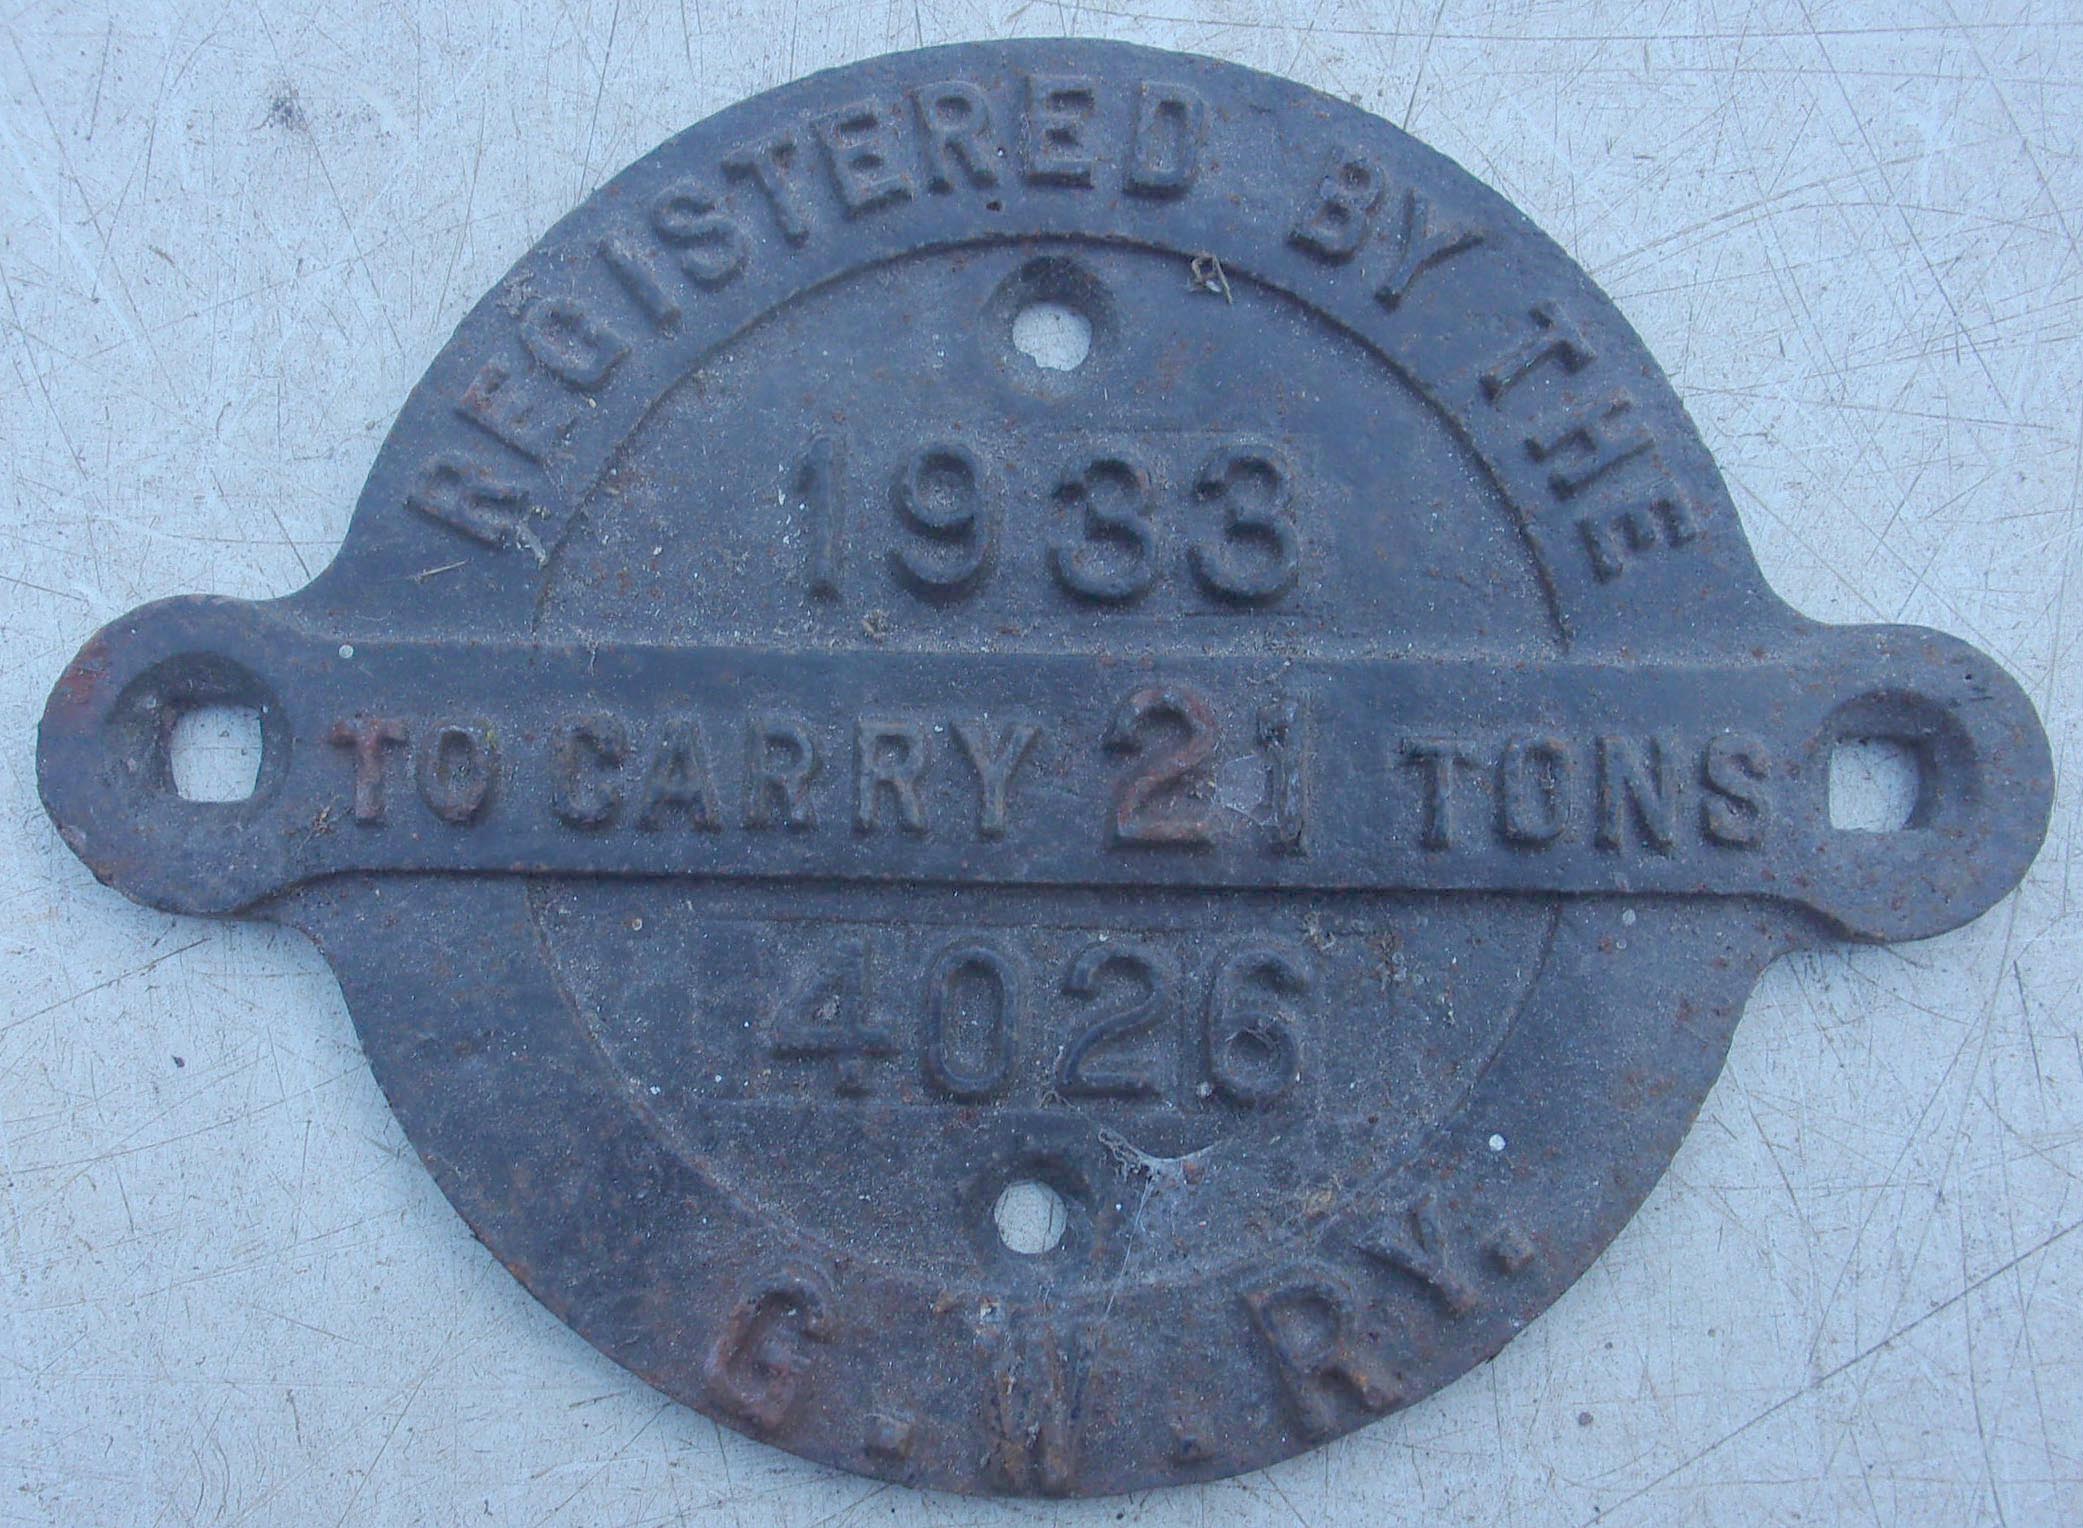 REGISTERED BY THE
1933
TO CARRY 21 TONS
4026
G.W.RY.